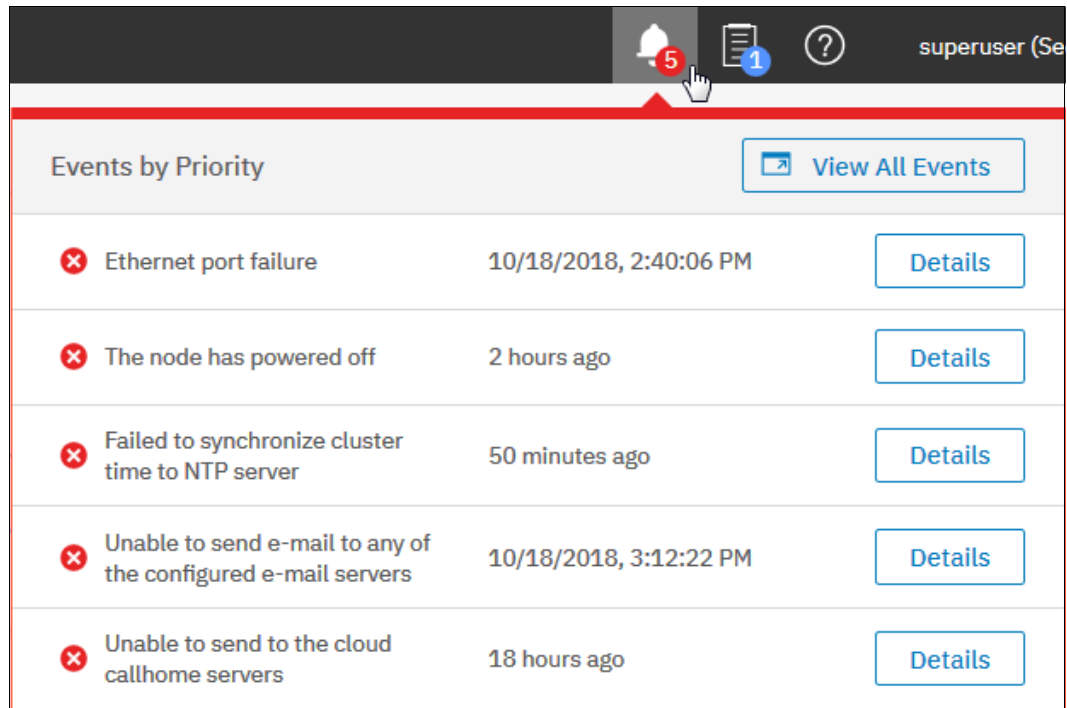 5
1
?
superuser (Se
Events by Priority
View All Events
Ethernet port failure
10/18/2018, 2:40:06 PM
Details
The node has powered off
2 hours ago
Details
Failed to synchronize cluster
time to NTP server
50 minutes ago
Details
Unable to send e-mail to any of
the configured e-mail servers
10/18/2018, 3:12:22 PM
Details
Unable to send to the cloud
callhome servers
18 hours ago
Details